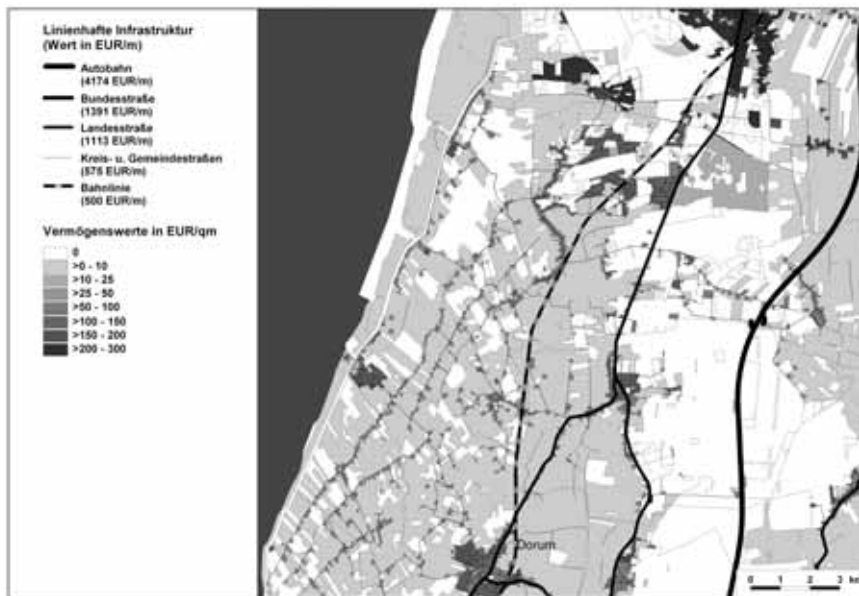 Linienhafte Infrastruktur
(Wert in EUR/m)
Autobahn
(4174 EUR/m)
Bundesstraße
(1391 EUR/m)
Landesstraße
(1113 EUR/m)
Kreis- u. Gemeindestraßen
(575 EUR/m)
Bahnlinie
(500 EUR/m)
Vermögenswerte in EUR/qm
0
>0 - 10
>10 - 25
>25 - 50
>50 - 100
>100 - 150
>150 - 200
>200 - 300
Dorum
0 1 2 3 km